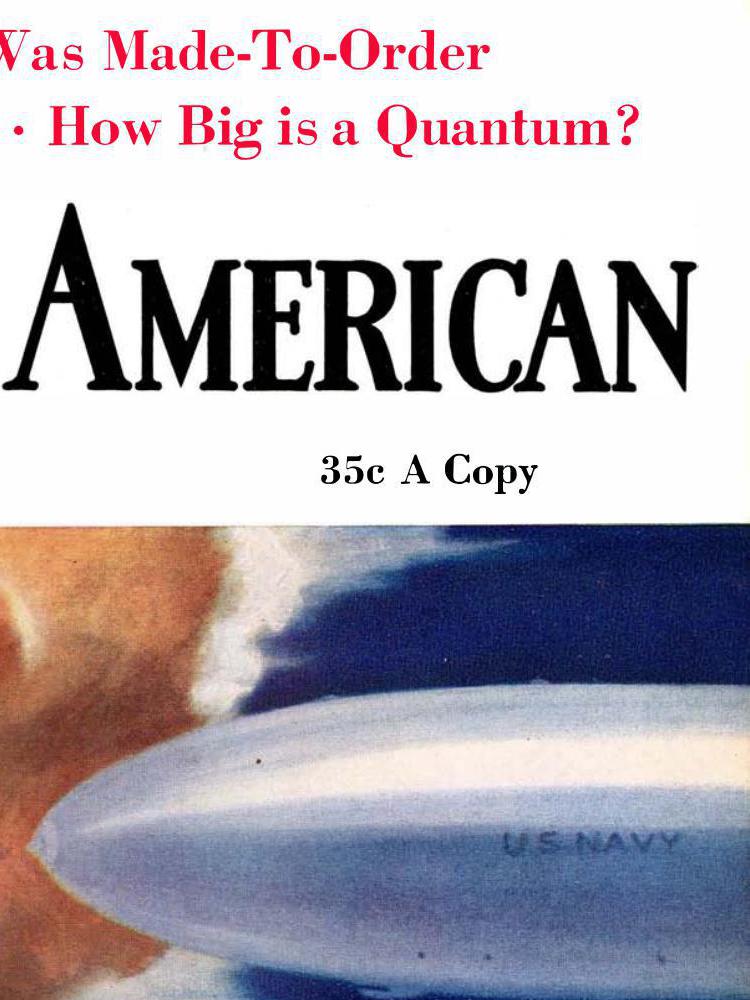 Was Made-To-Order
· How Big is a Quantum?
AMERICAN
35c A Copy
U S NAVY